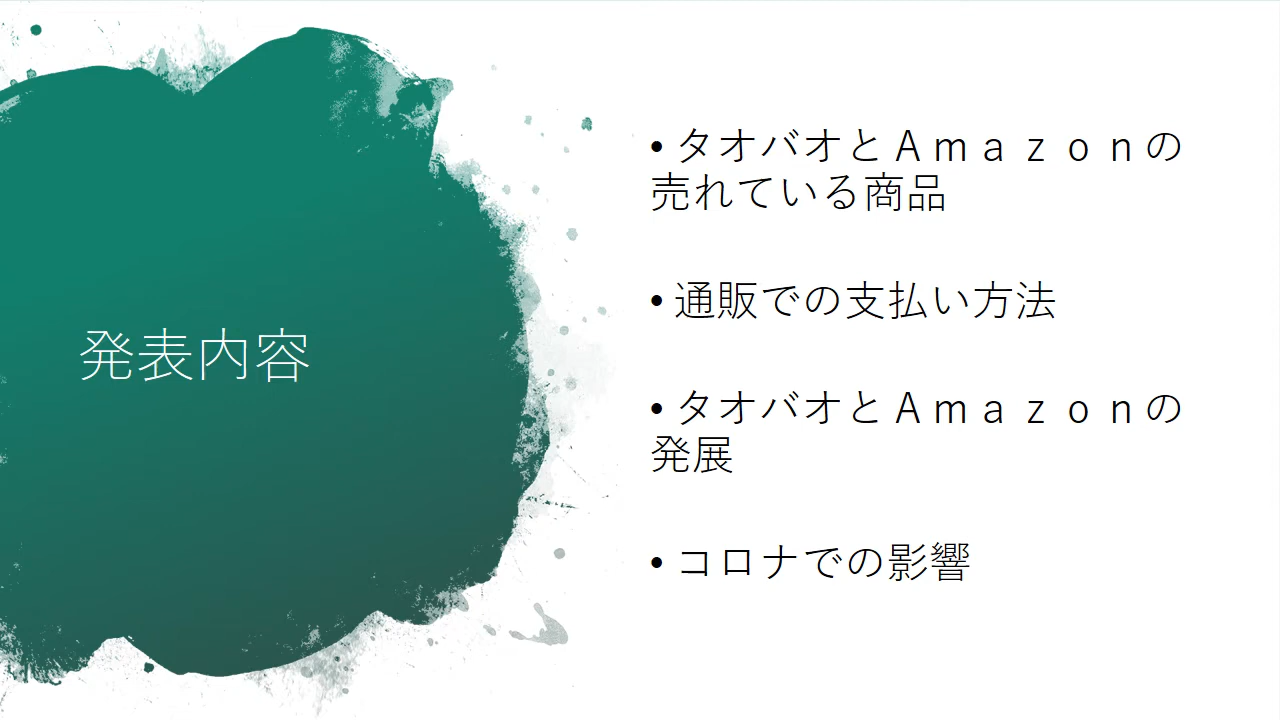 発表内容
• タオバオとＡｍａｚｏｎの
売れている商品
• 通販での支払い方法
• タオバオとＡｍａｚｏｎの
発展
• コロナでの影響